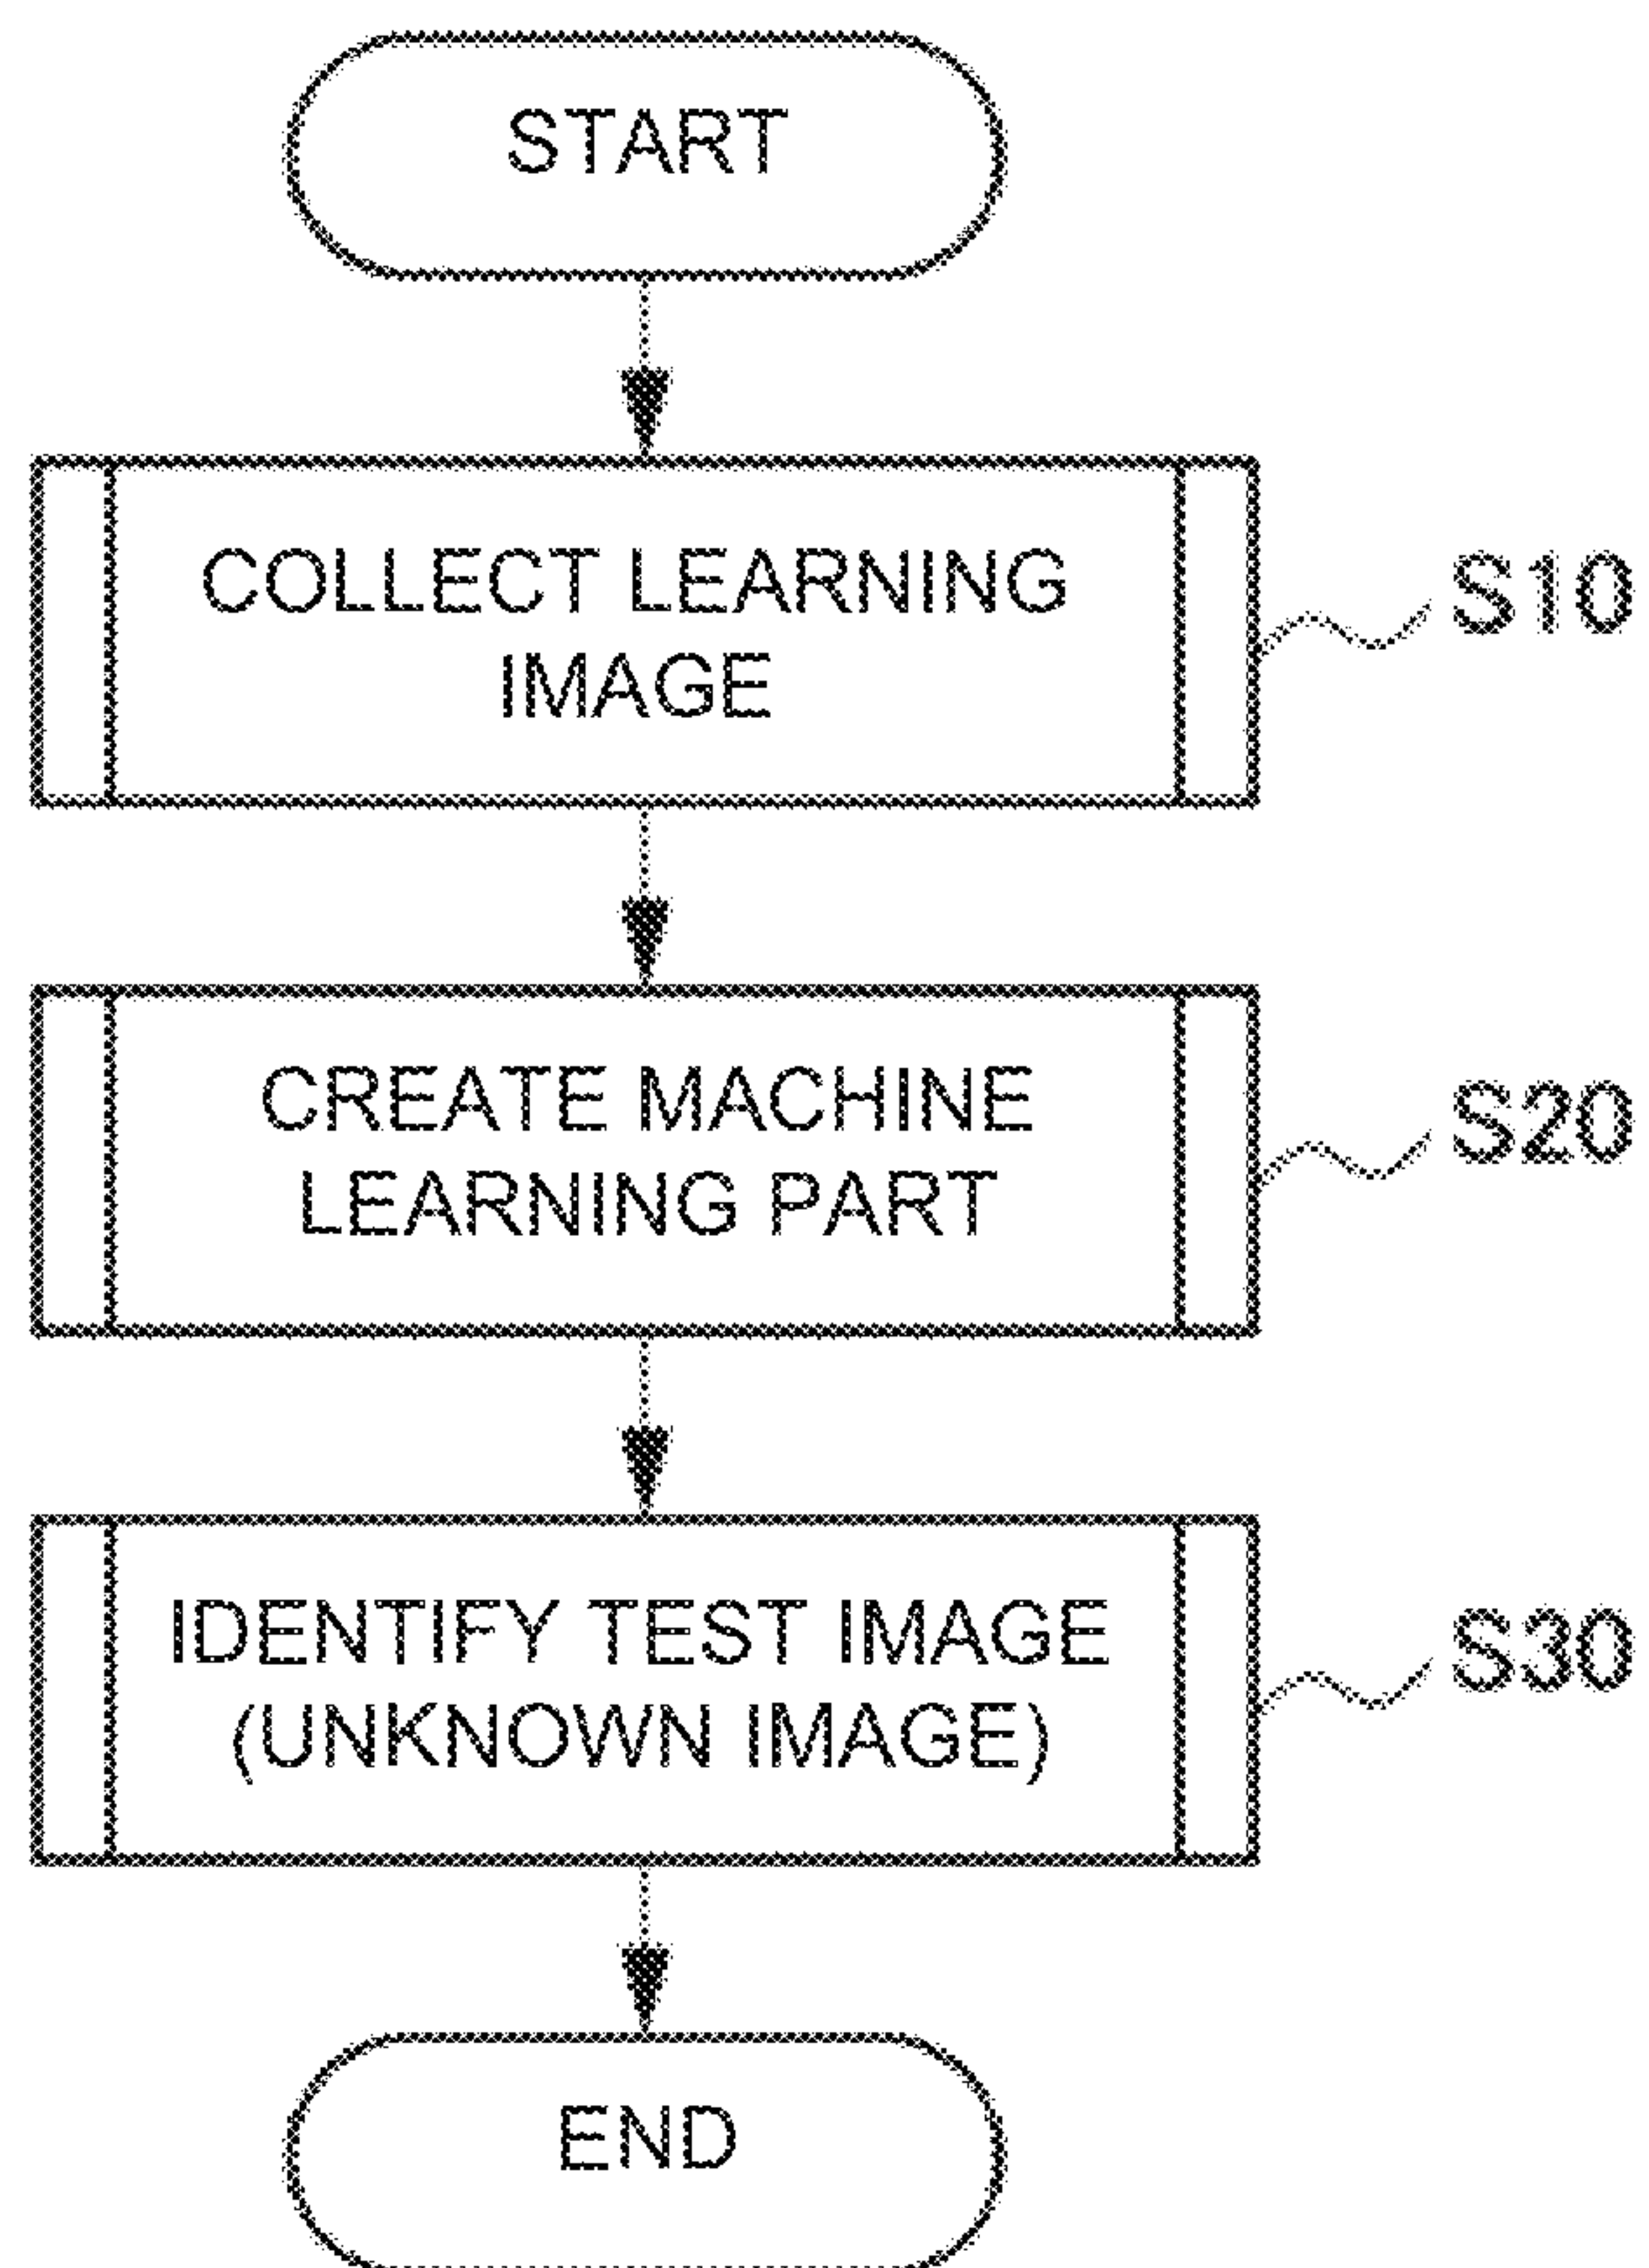 START
COLLECT LEARNING
IMAGE
S10
CREATE MACHINE
LEARNING PART
S20
IDENTIFY TEST IMAGE
(UNKNOWN IMAGE)
S30
END